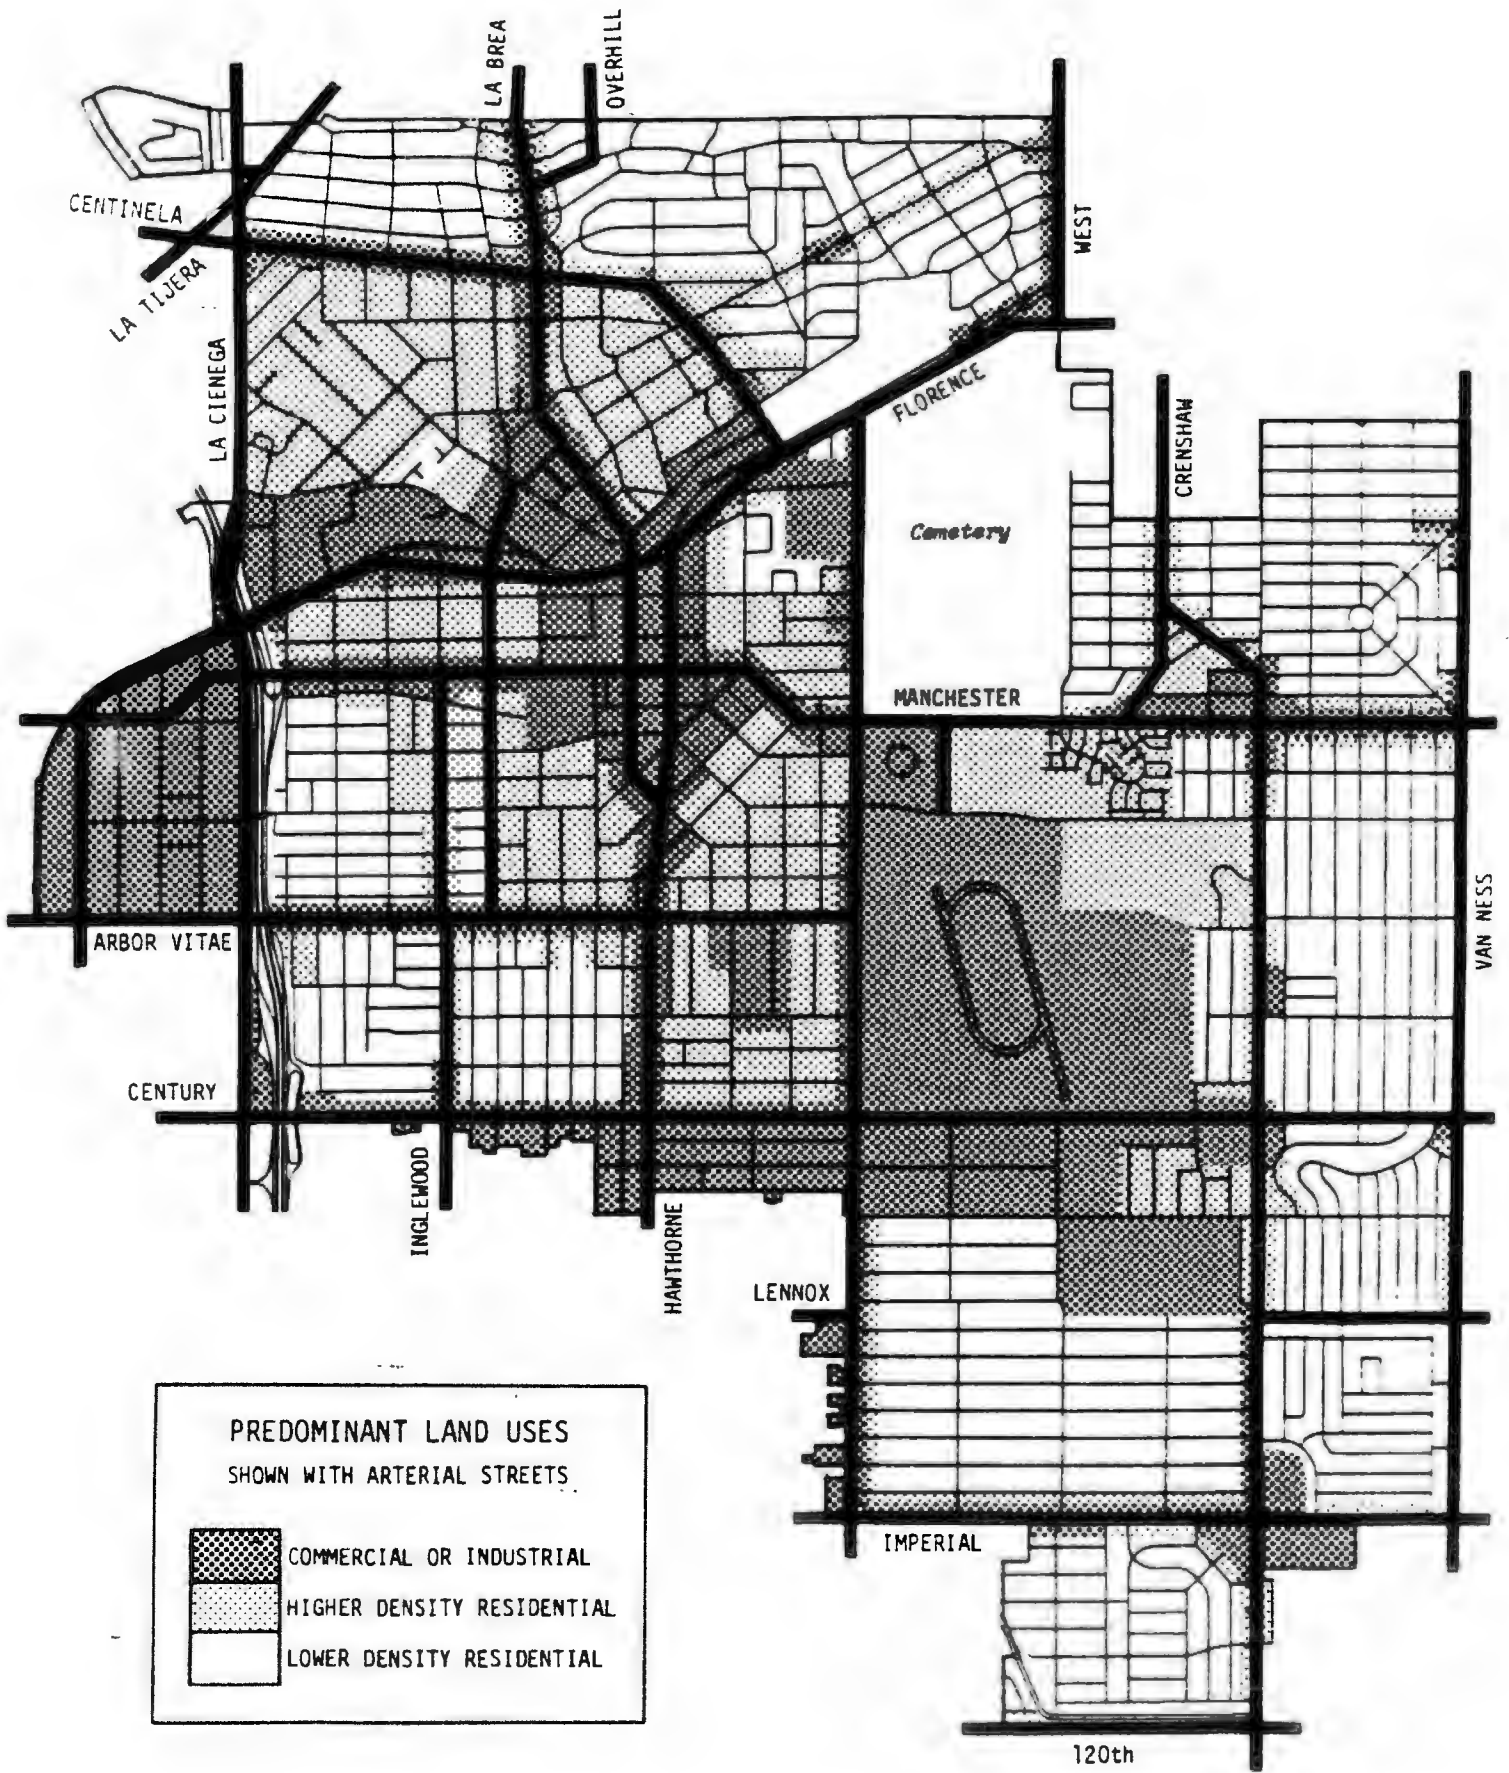 LA BREA
OVERHILL
CENTINELA
LA TIJERA
WEST
LA CIENEGA
FLORENCE
CRENSHAW
Cemetery
MANCHESTER
ARBOR VITAE
VAN NESS
CENTURY
INGLEWOOD
HAWTHORNE
LENNOX
PREDOMINANT LAND USES
SHOWN WITH ARTERIAL STREETS
COMMERCIAL OR INDUSTRIAL
HIGHER DENSITY RESIDENTIAL
LOWER DENSITY RESIDENTIAL
IMPERIAL
120th